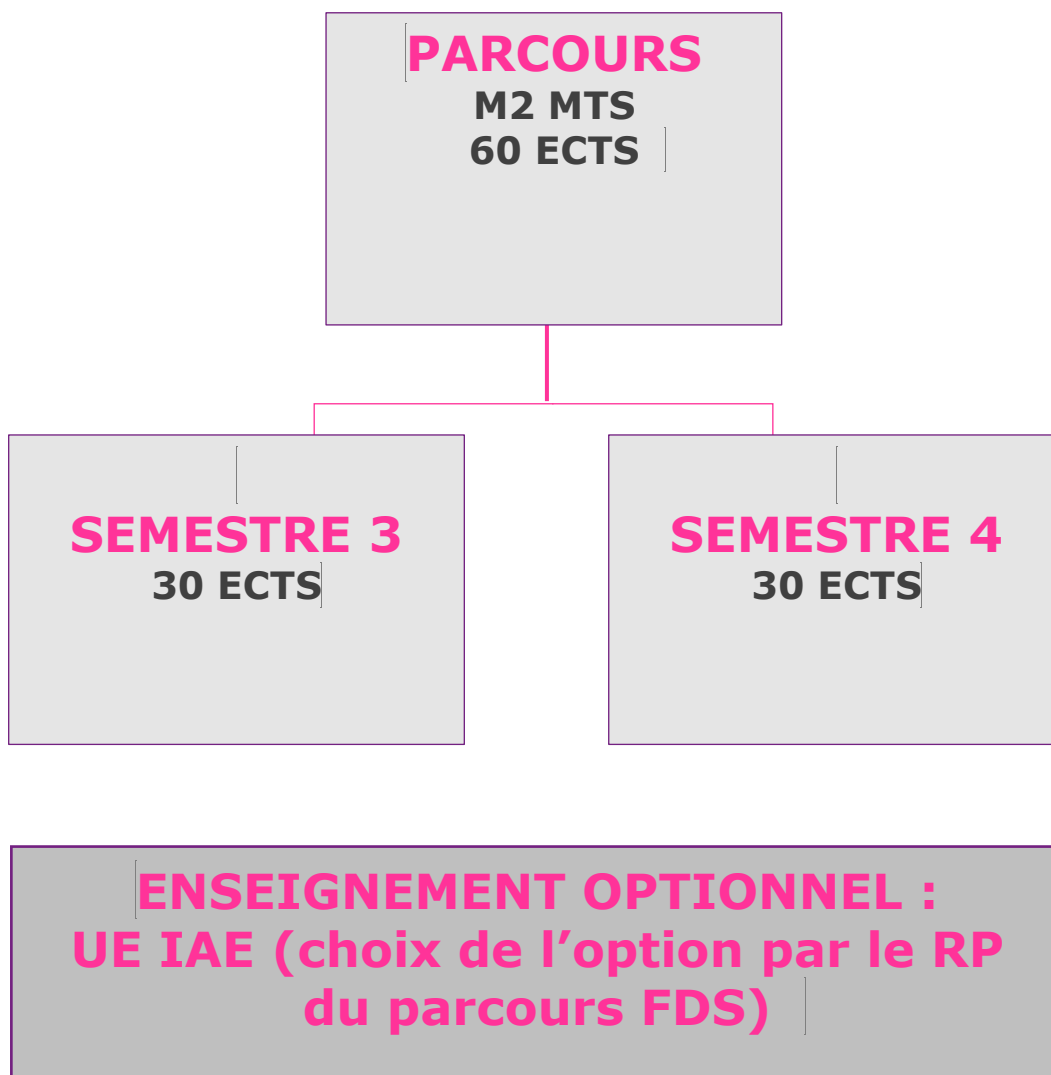 PARCOURS
M2 MTS
60 ECTS
SEMESTRE 3
30 ECTS
SEMESTRE 4
30 ECTS
ENSEIGNEMENT OPTIONNEL :
UE IAE (choix de l’option par le RP
du parcours FDS)